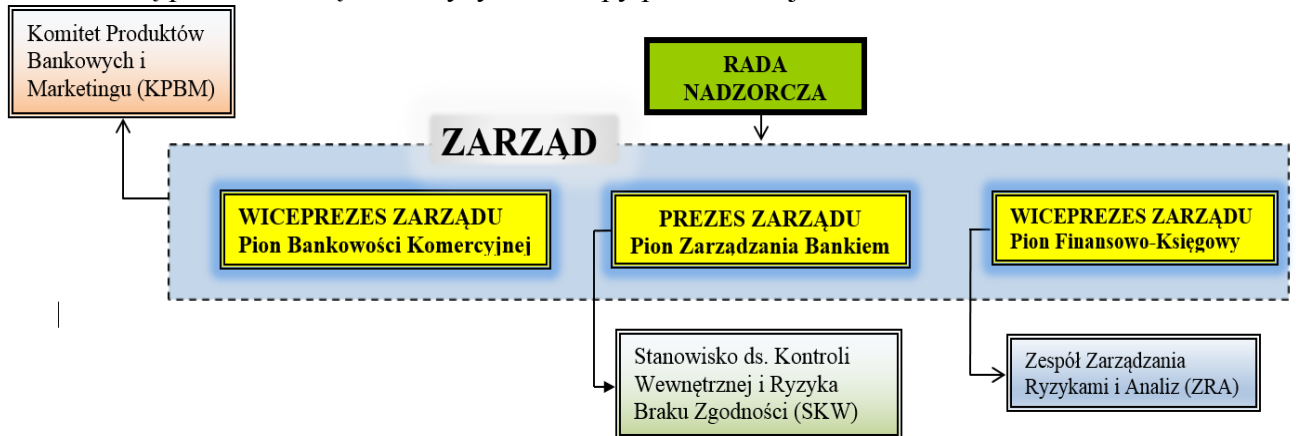 Komitet Produktów
Bankowych i
Marketingu (KPBM)
RADA
NADZORCZA
ZARZĄD
WICEPREZES ZARZĄDU
Pion Bankowości Komercyjnej
PREZES ZARZĄDU
Pion Zarządzania Bankiem
WICEPREZES ZARZĄDU
Pion Finansowo-Księgowy
Stanowisko ds. Kontroli
Wewnętrznej i Ryzyka
Braku Zgodności (SKW)
Zespół Zarządzania
Ryzykami i Analiz (ZRA)